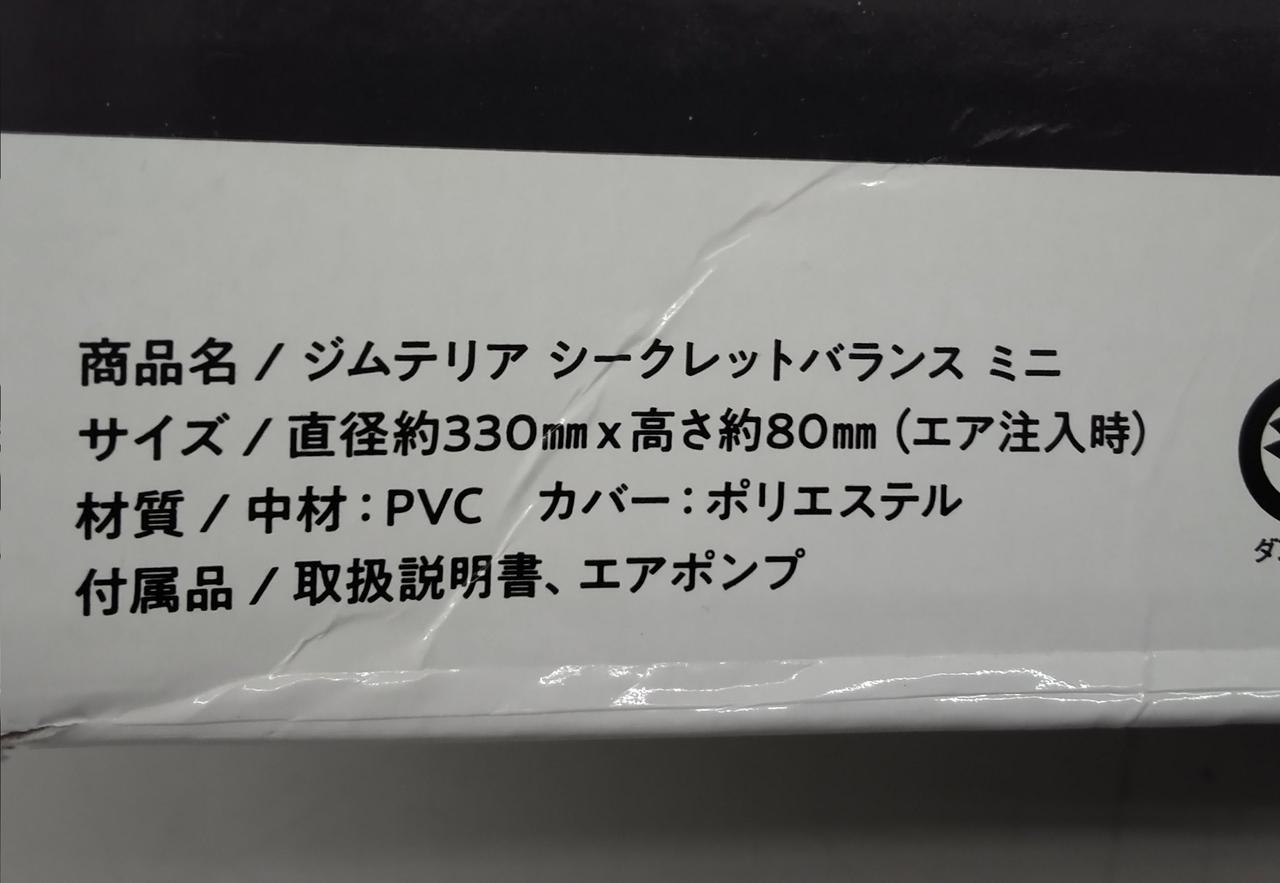 商品名 / ジムテリア シークレットバランス ミニ
サイズ / 直径約330㎜x高さ約80㎜ (エア注入時)
材質 / 中材：PVC　カバー：ポリエステル
付属品 / 取扱説明書、エアポンプ